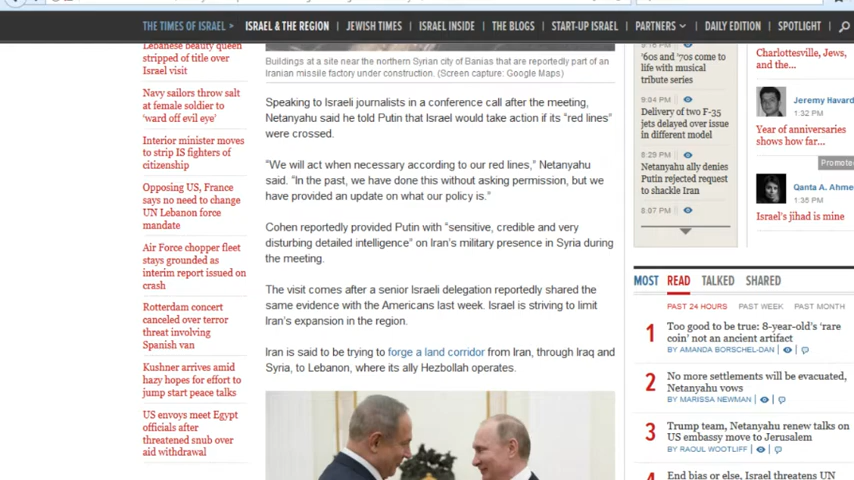 THE TIMES OF ISRAEL >
ISRAEL & THE REGION
JEWISH TIMES
ISRAEL INSIDE
THE BLOGS
START-UP ISRAEL
PARTNERS
DAILY EDITION
SPOTLIGHT
Lebanese beauty queen
stripped of title over
Israel visit
Navy sailors throw salt
at female soldier to
‘ward off evil eye’
Interior minister moves
to strip IS fighters of
citizenship
Opposing US, France
says no need to change
UN Lebanon force
mandate
Air Force chopper fleet
stays grounded as
interim report issued on
crash
Rotterdam concert
canceled over terror
threat involving
Spanish van
Kushner arrives amid
hazy hopes for effort to
jump start peace talks
US envoys meet Egypt
officials after
threatened snub over
aid withdrawal
Buildings at a site near the northern Syrian city of Banias that are reportedly part of an
Iranian missile factory under construction. (Screen capture: Google Maps)
Speaking to Israeli journalists in a conference call after the meeting,
Netanyahu said he told Putin that Israel would take action if its “red lines”
were crossed.
“We will act when necessary according to our red lines,” Netanyahu
said. “In the past, we have done this without asking permission, but we
have provided an update on what our policy is.”
Cohen reportedly provided Putin with “sensitive, credible and very
disturbing detailed intelligence” on Iran’s military presence in Syria during
the meeting.
The visit comes after a senior Israeli delegation reportedly shared the
same evidence with the Americans last week. Israel is striving to limit
Iran’s expansion in the region.
Iran is said to be trying to forge a land corridor from Iran, through Iraq and
Syria, to Lebanon, where its ally Hezbollah operates.
9:16 PM
’60s and ’70s come to
life with musical
tribute series
9:04 PM
Delivery of two F-35
jets delayed over issue
in different model
8:29 PM
Netanyahu ally denies
Putin rejected request
to shackle Iran
8:07 PM
Charlottesville, Jews,
and the...
Jeremy Havard
1:32 PM
Year of anniversaries
shows how far...
Promoted
Qanta A. Ahme
1:35 PM
Israel’s jihad is mine
MOST READ TALKED SHARED
PAST 24 HOURS PAST WEEK PAST MONTH
1 Too good to be true: 8-year-old’s ‘rare
coin’ not an ancient artifact
BY AMANDA BORSCHEL-DAN
2 No more settlements will be evacuated,
Netanyahu vows
BY MARISSA NEWMAN
3 Trump team, Netanyahu renew talks on
US embassy move to Jerusalem
BY RAOUL WOOTLIFF
4 End bias or else, Israel threatens UN